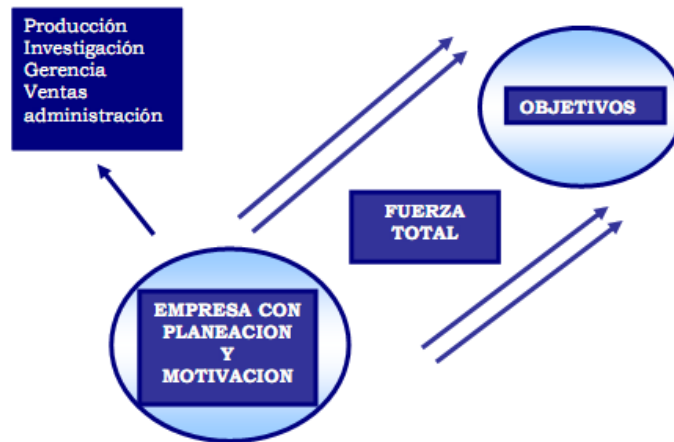 Producción
Investigación
Gerencia
Ventas
administración
OBJETIVOS
FUERZA
TOTAL
EMPRESA CON
PLANEACION
Y
MOTIVACION